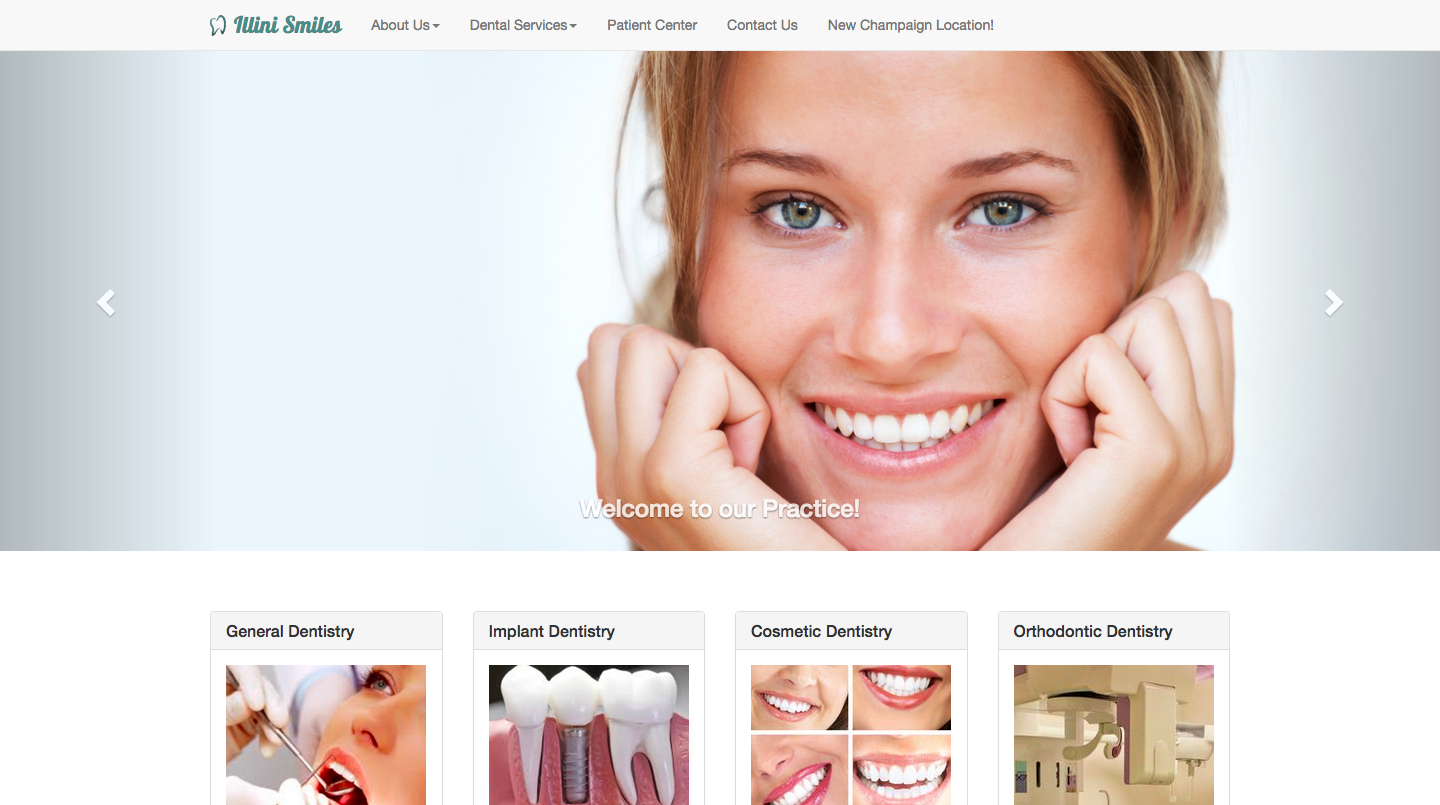 Illini Smiles About Us Dental Services Patient Center Contact Us New Champaign Location!
Welcome to our Practice!
General Dentistry Implant Dentistry Cosmetic Dentistry Orthodontic Dentistry